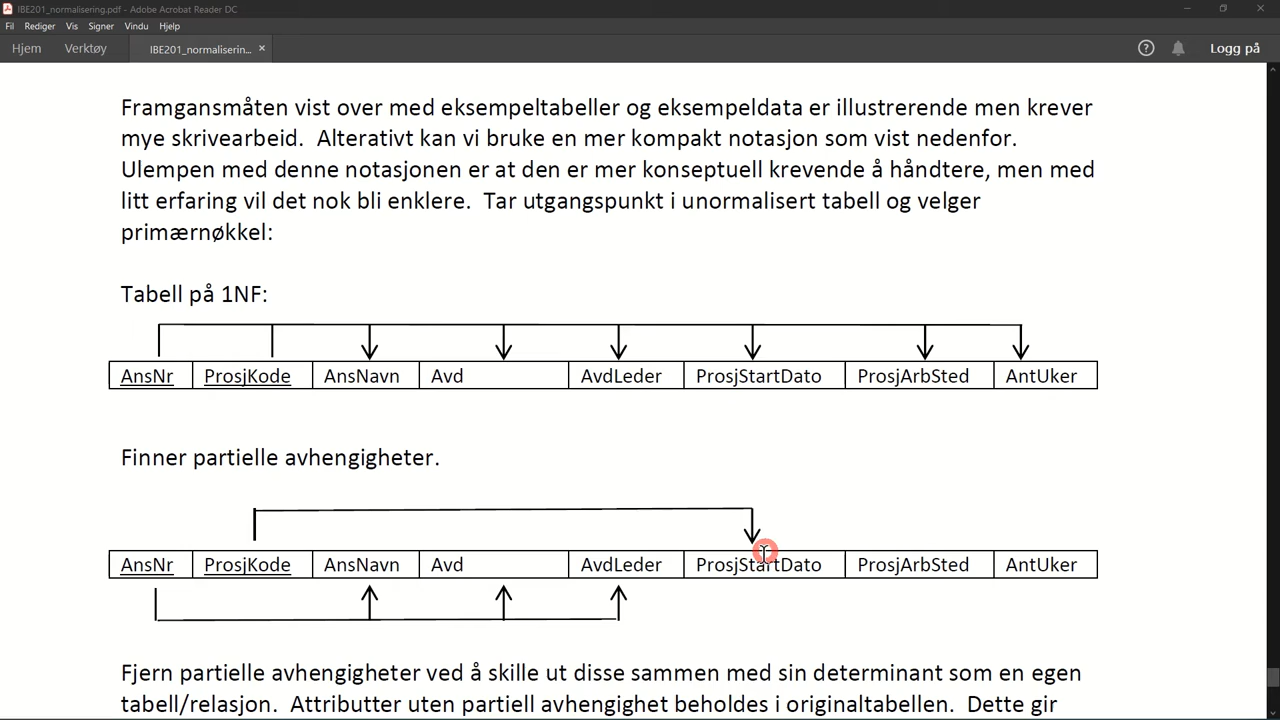 IBE201_normalisering.pdf - Adobe Acrobat Reader DC
Fil Rediger Vis Signer Vindu Hjelp
Hjem Verktøy IBE201_normaliserin... × Logg på
Framgansmåten vist over med eksempeltabeller og eksempeldata er illustrerende men krever
mye skrivearbeid. Alterativt kan vi bruke en mer kompakt notasjon som vist nedenfor.
Ulempen med denne notasjonen er at den er mer konseptuell krevende å håndtere, men med
litt erfaring vil det nok bli enklere. Tar utgangspunkt i unormalisert tabell og velger
primærnøkkel:
Tabell på 1NF:
AnsNr ProsjKode AnsNavn Avd AvdLeder ProsjStartDato ProsjArbSted AntUker
Finner partielle avhengigheter.
AnsNr ProsjKode AnsNavn Avd AvdLeder ProsjStartDato ProsjArbSted AntUker
Fjern partielle avhengigheter ved å skille ut disse sammen med sin determinant som en egen
tabell/relasjon. Attributter uten partiell avhengighet beholdes i originaltabellen. Dette gir